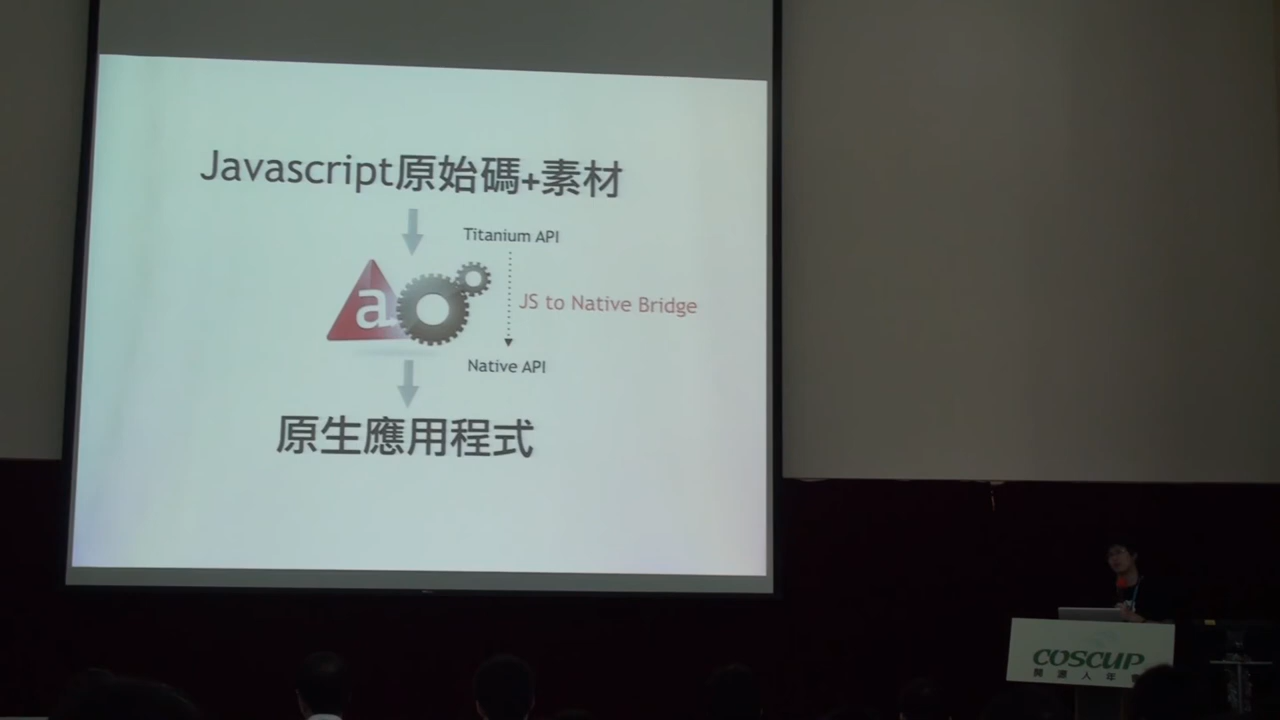 Javascript原始碼+素材
Titanium API
a
JS to Native Bridge
Native API
原生應用程式
COSCUP
開源人年